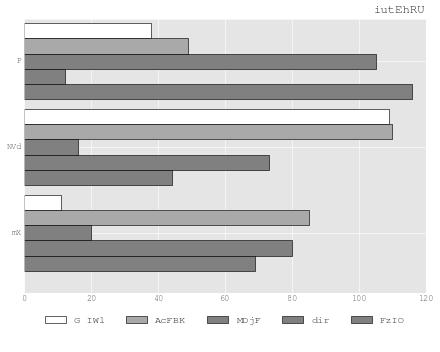 iutEhRU
P
NVd
mX
0 20 40 60 80 100 120
G IWl AcFBK MDjF dir FzIO